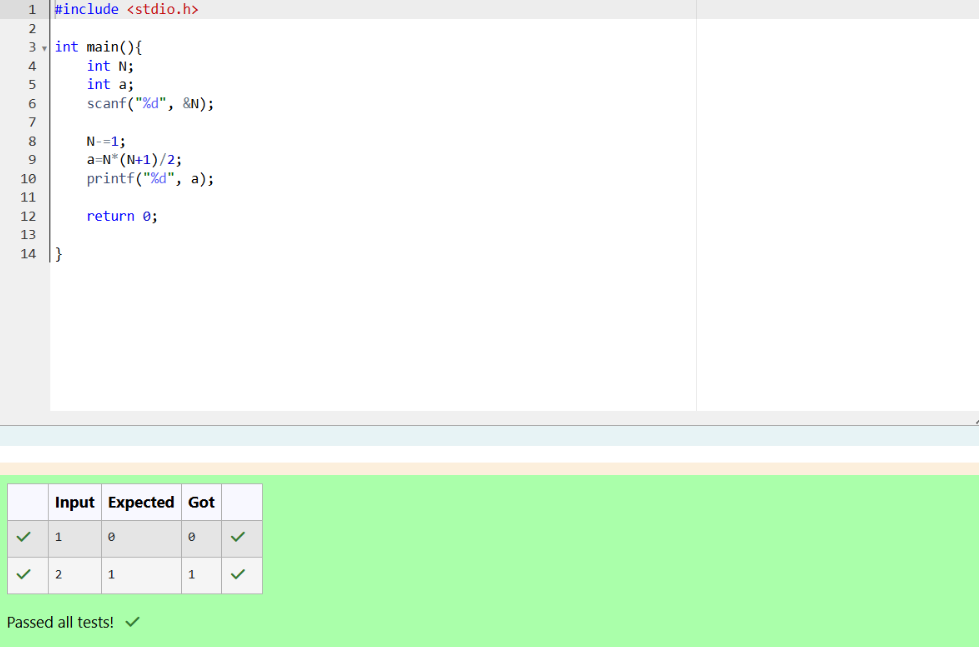 1 #include <stdio.h>
2
3 int main(){
4     int N;
5     int a;
6     scanf("%d", &N);
7
8     N-=1;
9     a=N*(N+1)/2;
10     printf("%d", a);
11
12     return 0;
13
14 }
Input Expected Got
1 0 0
2 1 1
Passed all tests!